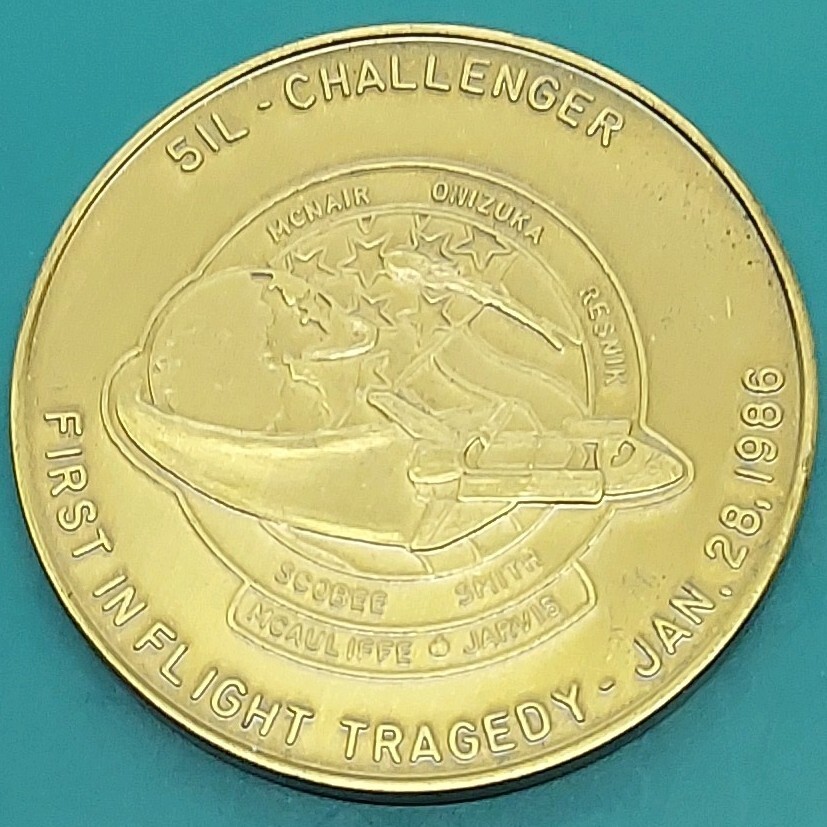 51L - CHALLENGER
MCNAIR ONIZUKA
RESNIK
SCOBEE SMITH
MCAULIFFE JARVIS
FIRST IN FLIGHT TRAGEDY - JAN. 28, 1986